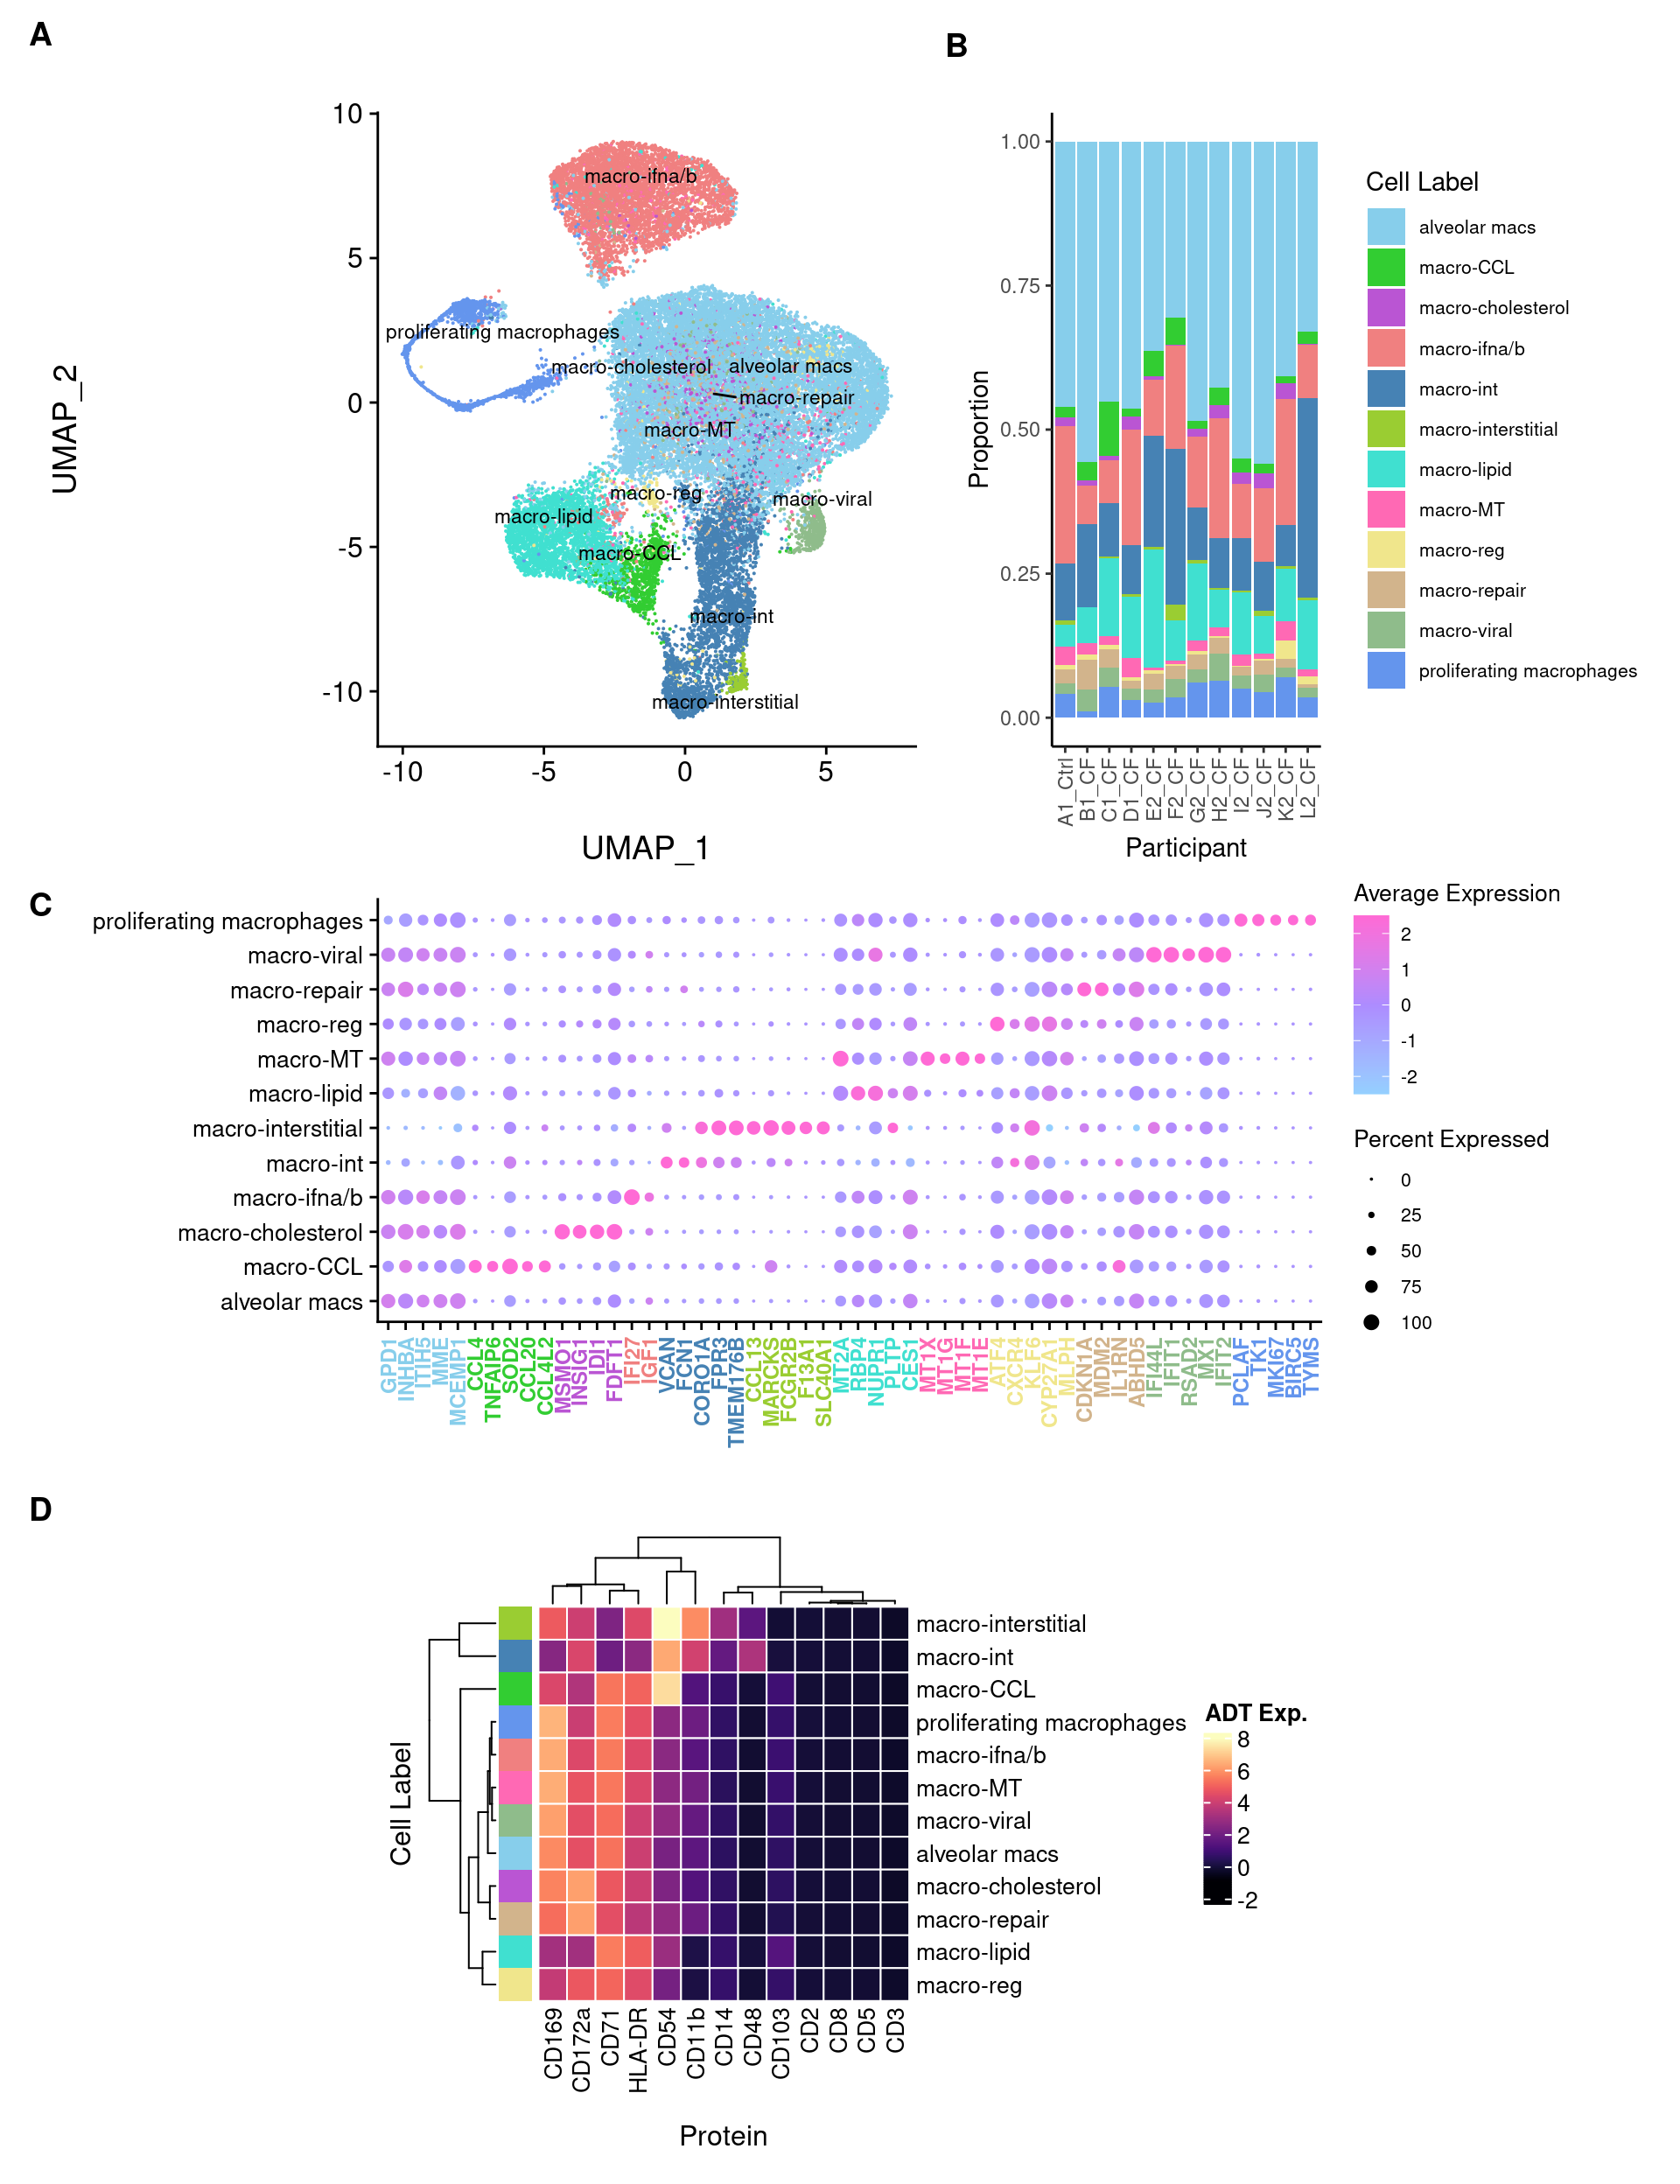 A
10
5
0
-5
-10
UMAP_2
macro-ifna/b
proliferating macrophages
macro-cholesterol
alveolar macs
macro-repair
macro-MT
macro-reg
macro-viral
macro-lipid
macro-CCL
macro-int
macro-interstitial
-10
-5
0
5
UMAP_1
B
1.00
0.75
0.50
0.25
0.00
Proportion
A1_Ctrl
B1_CF
C1_CF
D1_CF
E2_CF
F2_CF
G2_CF
H2_CF
I2_CF
J2_CF
K2_CF
L2_CF
Participant
Cell Label
alveolar macs
macro-CCL
macro-cholesterol
macro-ifna/b
macro-int
macro-interstitial
macro-lipid
macro-MT
macro-reg
macro-repair
macro-viral
proliferating macrophages
C
proliferating macrophages
macro-viral
macro-repair
macro-reg
macro-MT
macro-lipid
macro-interstitial
macro-int
macro-ifna/b
macro-cholesterol
macro-CCL
alveolar macs
GPD1
INHBA
ITIH5
MME
MCEMP1
CCL4
TNFAIP6
SOD2
CCL20
CCL4L2
MSMO1
INSIG1
IDI1
FDFT1
IFI27
IGF1
VCAN
FCN1
CORO1A
FPR3
TMEM176B
CCL13
MARCKS
FCGR2B
F13A1
SLC40A1
MT2A
RBP4
NUPR1
PLTP
CES1
MT1X
MT1G
MT1F
MT1E
ATF4
CXCR4
KLF6
CYP27A1
MLPH
CDKN1A
MDM2
IL1RN
ABHD5
IFI44L
IFIT1
RSAD2
MX1
IFIT2
PCLAF
TK1
MKI67
BIRC5
TYMS
Average Expression
2
1
0
-1
-2
Percent Expressed
0
25
50
75
100
D
Cell Label
macro-interstitial
macro-int
macro-CCL
proliferating macrophages
macro-ifna/b
macro-MT
macro-viral
alveolar macs
macro-cholesterol
macro-repair
macro-lipid
macro-reg
CD169
CD172a
CD71
HLA-DR
CD54
CD11b
CD14
CD48
CD103
CD2
CD8
CD5
CD3
Protein
ADT Exp.
8
6
4
2
0
-2